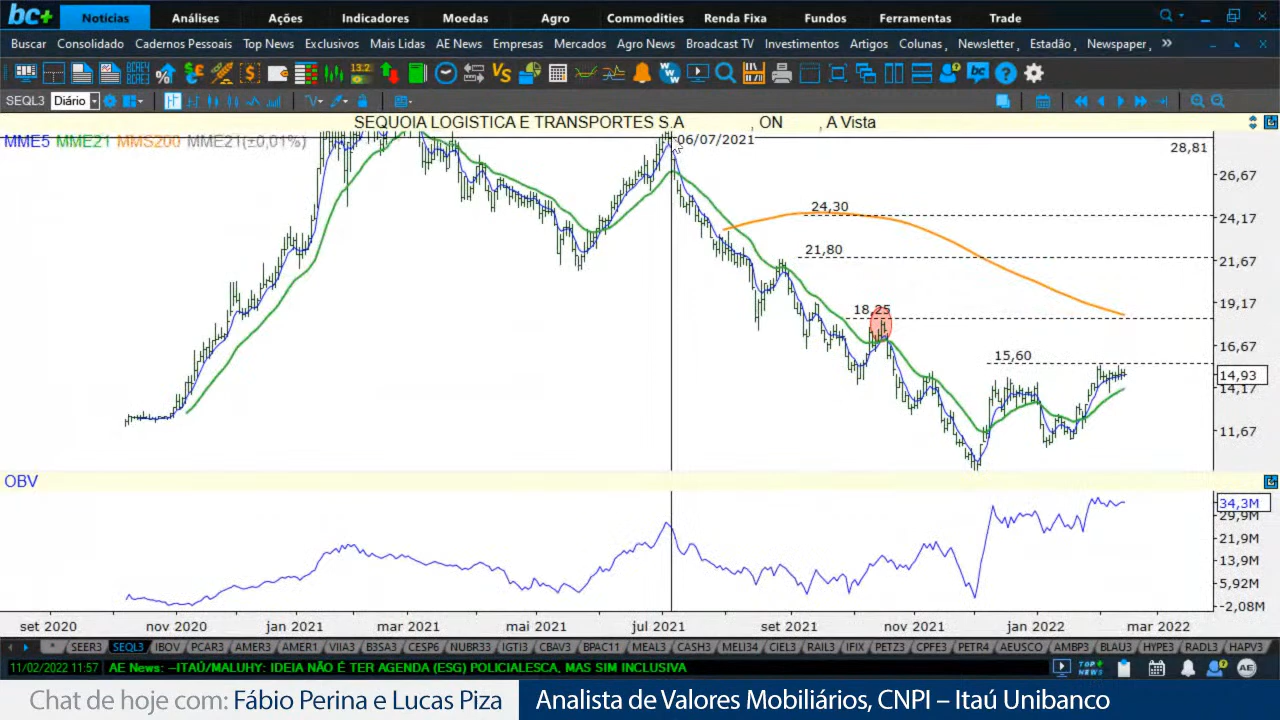 bc+ Notícias Análises Ações Indicadores Moedas Agro Commodities Renda Fixa Fundos Ferramentas Trade
Buscar Consolidado Cadernos Pessoais Top News Exclusivos Mais Lidas AE News Empresas Mercados Agro News Broadcast TV Investimentos Artigos Colunas Newsletter Estadão Newspaper »
SEQL3 Diário
SEQUOIA LOGISTICA E TRANSPORTES S.A , ON , A Vista
MME5 MME21 MMS200 MME21(±0,01%)
06/07/2021
28,81
26,67
24,30
24,17
21,80
21,67
19,17
18,25
16,67
15,60
14,93
14,17
11,67
OBV
34,3M
29,9M
21,9M
13,9M
5,92M
-2,08M
set 2020 nov 2020 jan 2021 mar 2021 mai 2021 jul 2021 set 2021 nov 2021 jan 2022 mar 2022
* SEER3 SEQL3 IBOV PCAR3 AMER3 AMER1 VIIA3 B3SA3 CESP6 NUBR33 IGTI3 CBAV3 BPAC11 MEAL3 CASH3 MELI34 CIEL3 RAIL3 IFIX PETZ3 CPFE3 PETR4 AEUSCO AMBP3 BLAU3 HYPE3 RADL3 HAPV3
11/02/2022 11:57 AE News: --ITAÚ/MALUHY: IDEIA NÃO É TER AGENDA (ESG) POLICIALESCA, MAS SIM INCLUSIVA TOP+ NEWS AE
Chat de hoje com: Fábio Perina e Lucas Piza Analista de Valores Mobiliários, CNPI – Itaú Unibanco